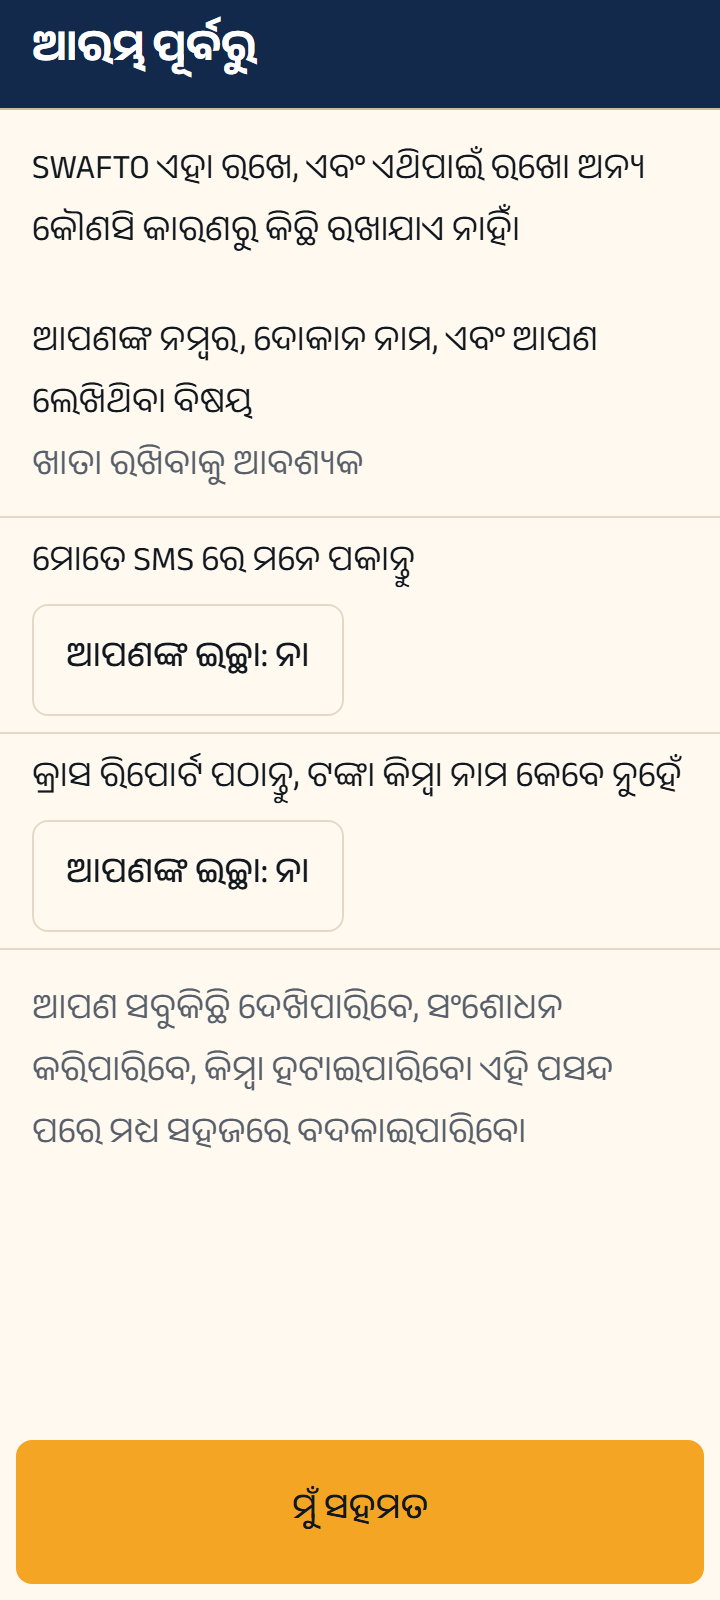 ଆରମ୍ଭ ପୂର୍ବରୁ
SWAFTO ଏହା ରଖେ, ଏବଂ ଏଥିପାଇଁ ରଖେ। ଅନ୍ୟ
କୌଣସି କାରଣରୁ କିଛି ରଖାଯାଏ ନାହିଁ।
ଆପଣଙ୍କ ନମ୍ବର, ଦୋକାନ ନାମ, ଏବଂ ଆପଣ
ଲେଖିଥିବା ବିଷୟ
ଖାତା ରଖିବାକୁ ଆବଶ୍ୟକ
ମୋତେ SMS ରେ ମନେ ପକାନ୍ତୁ
ଆପଣଙ୍କ ଇଚ୍ଛା: ନା
କ୍ରାସ ରିପୋର୍ଟ ପଠାନ୍ତୁ, ଟଙ୍କା କିମ୍ବା ନାମ କେବେ ନୁହେଁ
ଆପଣଙ୍କ ଇଚ୍ଛା: ନା
ଆପଣ ସବୁକିଛି ଦେଖିପାରିବେ, ସଂଶୋଧନ
କରିପାରିବେ, କିମ୍ବା ହଟାଇପାରିବେ। ଏହି ପସନ୍ଦ
ପରେ ମଧ୍ୟ ସହଜରେ ବଦଳାଇପାରିବେ।
ମୁଁ ସହମତ